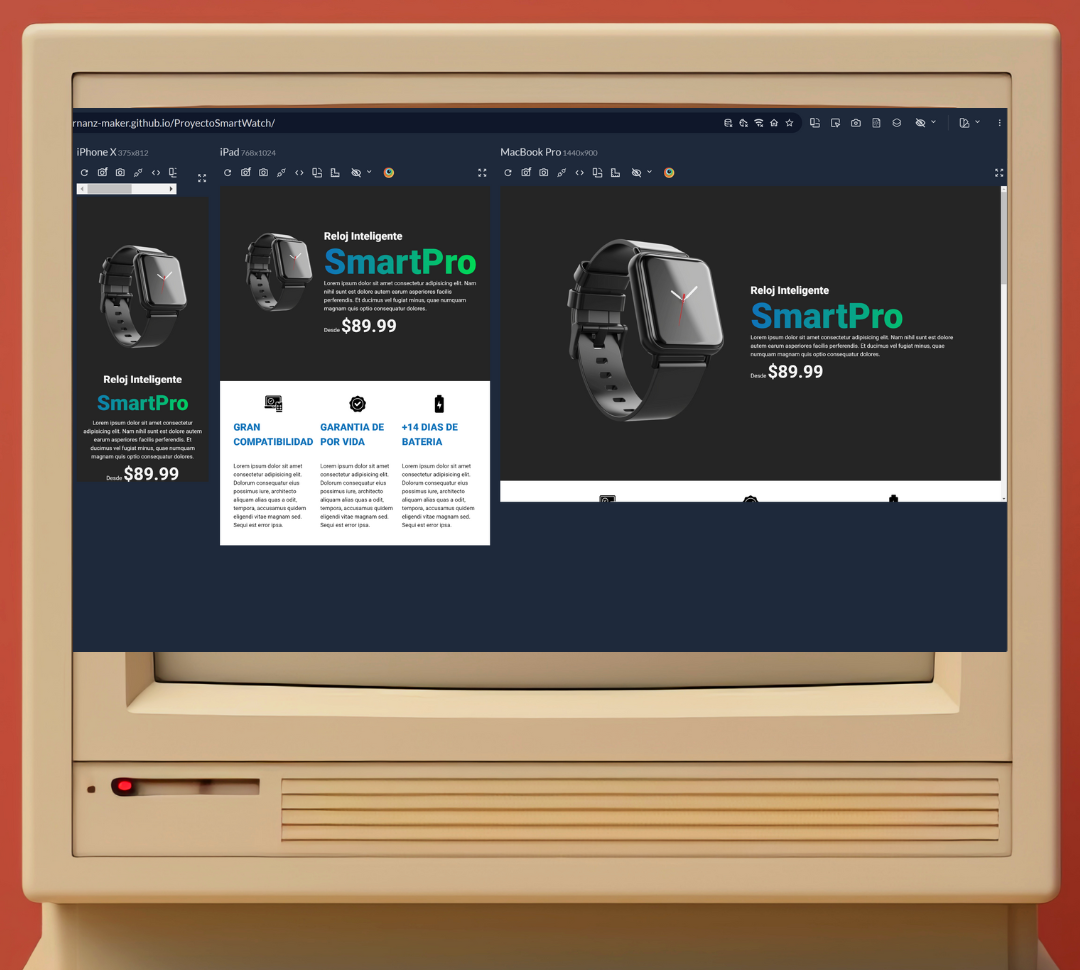 rnanz-maker.github.io/ProyectoSmartWatch/
iPhone X 375x812
Reloj Inteligente
SmartPro
Lorem ipsum dolor sit amet consectetur
adipisicing elit. Nam nihil sunt est dolore
autem earum asperiores facilis
perferendis. Et ducimus vel fugiat minus,
quae numquam magnam quis optio
consequatur dolores.
Desde $89.99
iPad 768x1024
Reloj Inteligente
SmartPro
Lorem ipsum dolor sit amet consectetur adipisicing elit. Nam
nihil sunt est dolore autem earum asperiores facilis
perferendis. Et ducimus vel fugiat minus, quae numquam
magnam quis optio consequatur dolores.
Desde $89.99
GRAN
COMPATIBILIDAD
Lorem ipsum dolor sit amet
consectetur adipisicing elit.
Dolorum consequatur eius
possimus iure, architecto
aliquam alias quas a odit,
tempora, accusamus quidem
eligendi vitae magnam sed.
Sequi est error ipsa.
GARANTIA DE
POR VIDA
Lorem ipsum dolor sit amet
consectetur adipisicing elit.
Dolorum consequatur eius
possimus iure, architecto
aliquam alias quas a odit,
tempora, accusamus quidem
eligendi vitae magnam sed.
Sequi est error ipsa.
+14 DIAS DE
BATERIA
Lorem ipsum dolor sit amet
consectetur adipisicing elit.
Dolorum consequatur eius
possimus iure, architecto
aliquam alias quas a odit,
tempora, accusamus quidem
eligendi vitae magnam sed.
Sequi est error ipsa.
MacBook Pro 1440x900
Reloj Inteligente
SmartPro
Lorem ipsum dolor sit amet consectetur adipisicing elit. Nam nihil sunt est dolore
autem earum asperiores facilis perferendis. Et ducimus vel fugiat minus, quae
numquam magnam quis optio consequatur dolores.
Desde $89.99